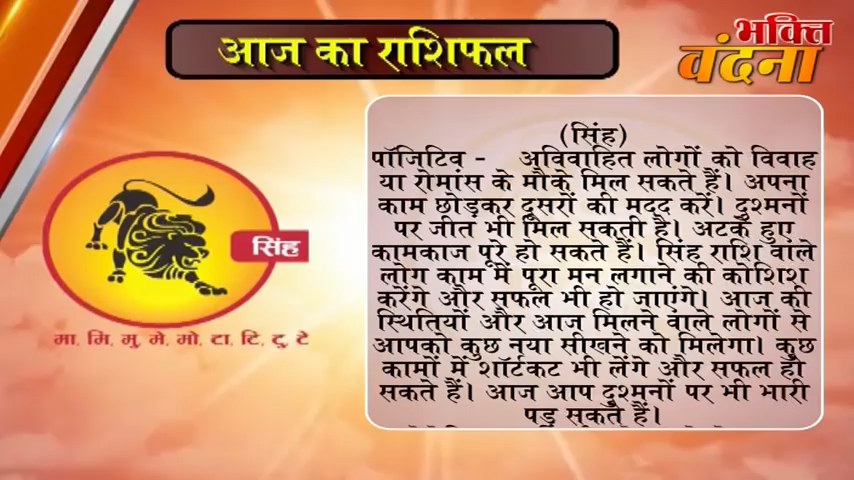 आज का राशिफल
भक्ति
वंदना
(सिंह)
पॉजिटिव - अविवाहित लोगों को विवाह
या रोमांस के मौके मिल सकते हैं। अपना
काम छोड़कर दूसरों की मदद करें। दुश्मनों
पर जीत भी मिल सकती है। अटके हुए
कामकाज पूरे हो सकते हैं। सिंह राशि वाले
लोग काम में पूरा मन लगाने की कोशिश
करेंगे और सफल भी हो जाएंगे। आज की
स्थितियों और आज मिलने वाले लोगों से
आपको कुछ नया सीखने को मिलेगा। कुछ
कामों में शॉर्टकट भी लेंगे और सफल हो
सकते हैं। आज आप दुश्मनों पर भी भारी
पड़ सकते हैं।
सिंह
मा, मि, मु, मे, मो, टा, टि, टु, टे